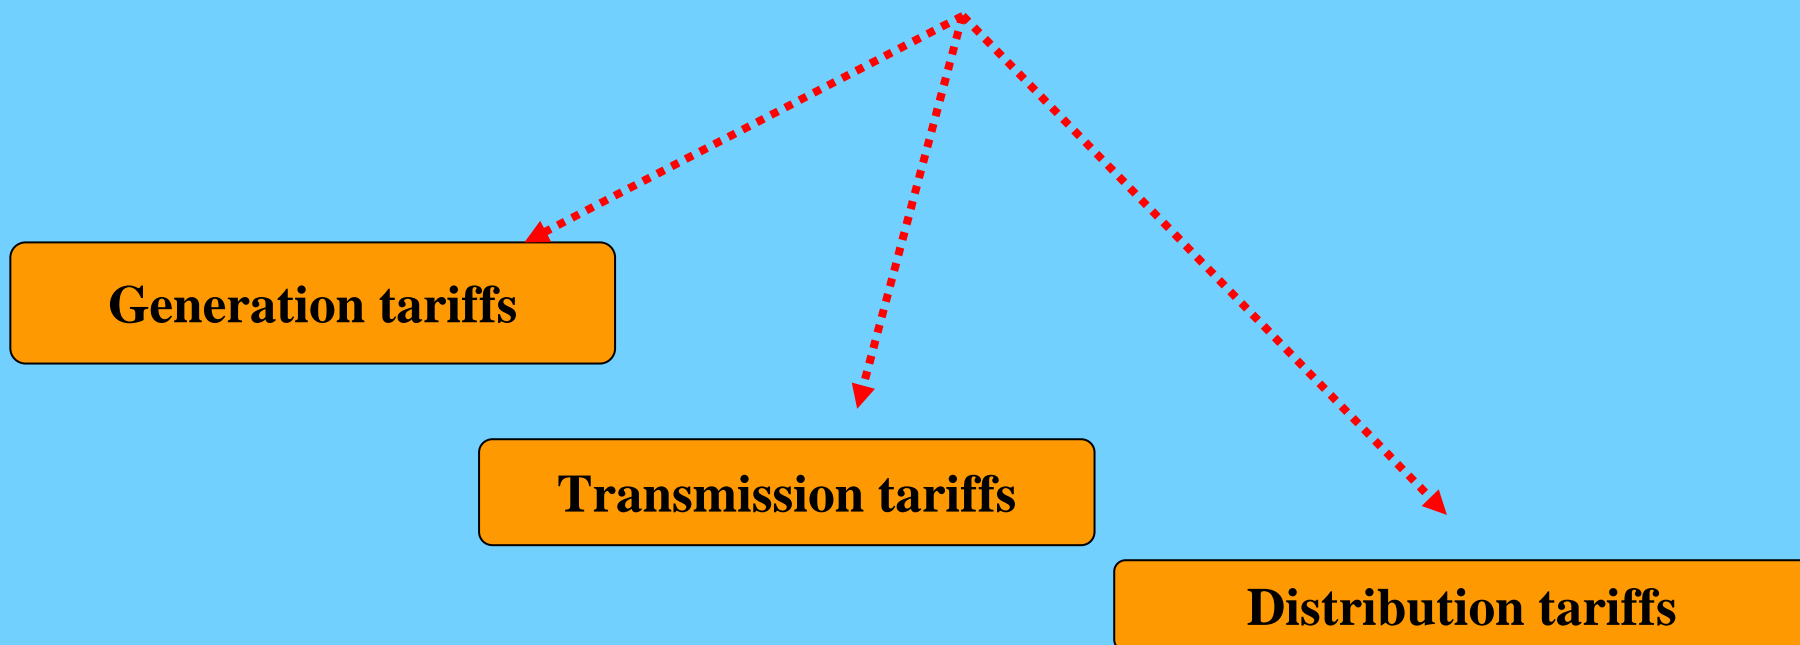 Generation tariffs
Transmission tariffs
Distribution tariffs